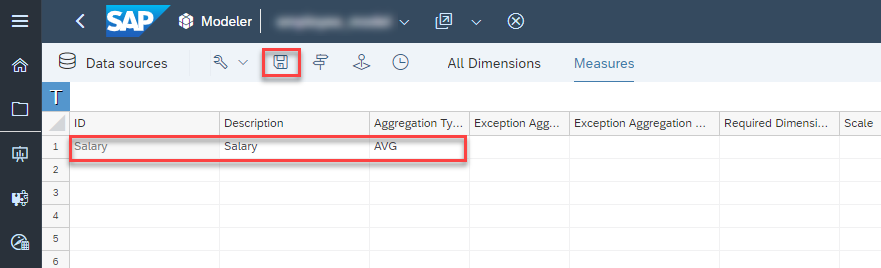 SAP Modeler
Data sources All Dimensions Measures
T
ID Description Aggregation Ty... Exception Agg... Exception Aggregation ... Required Dimensi... Scale
1 Salary Salary AVG
2
3
4
5
6